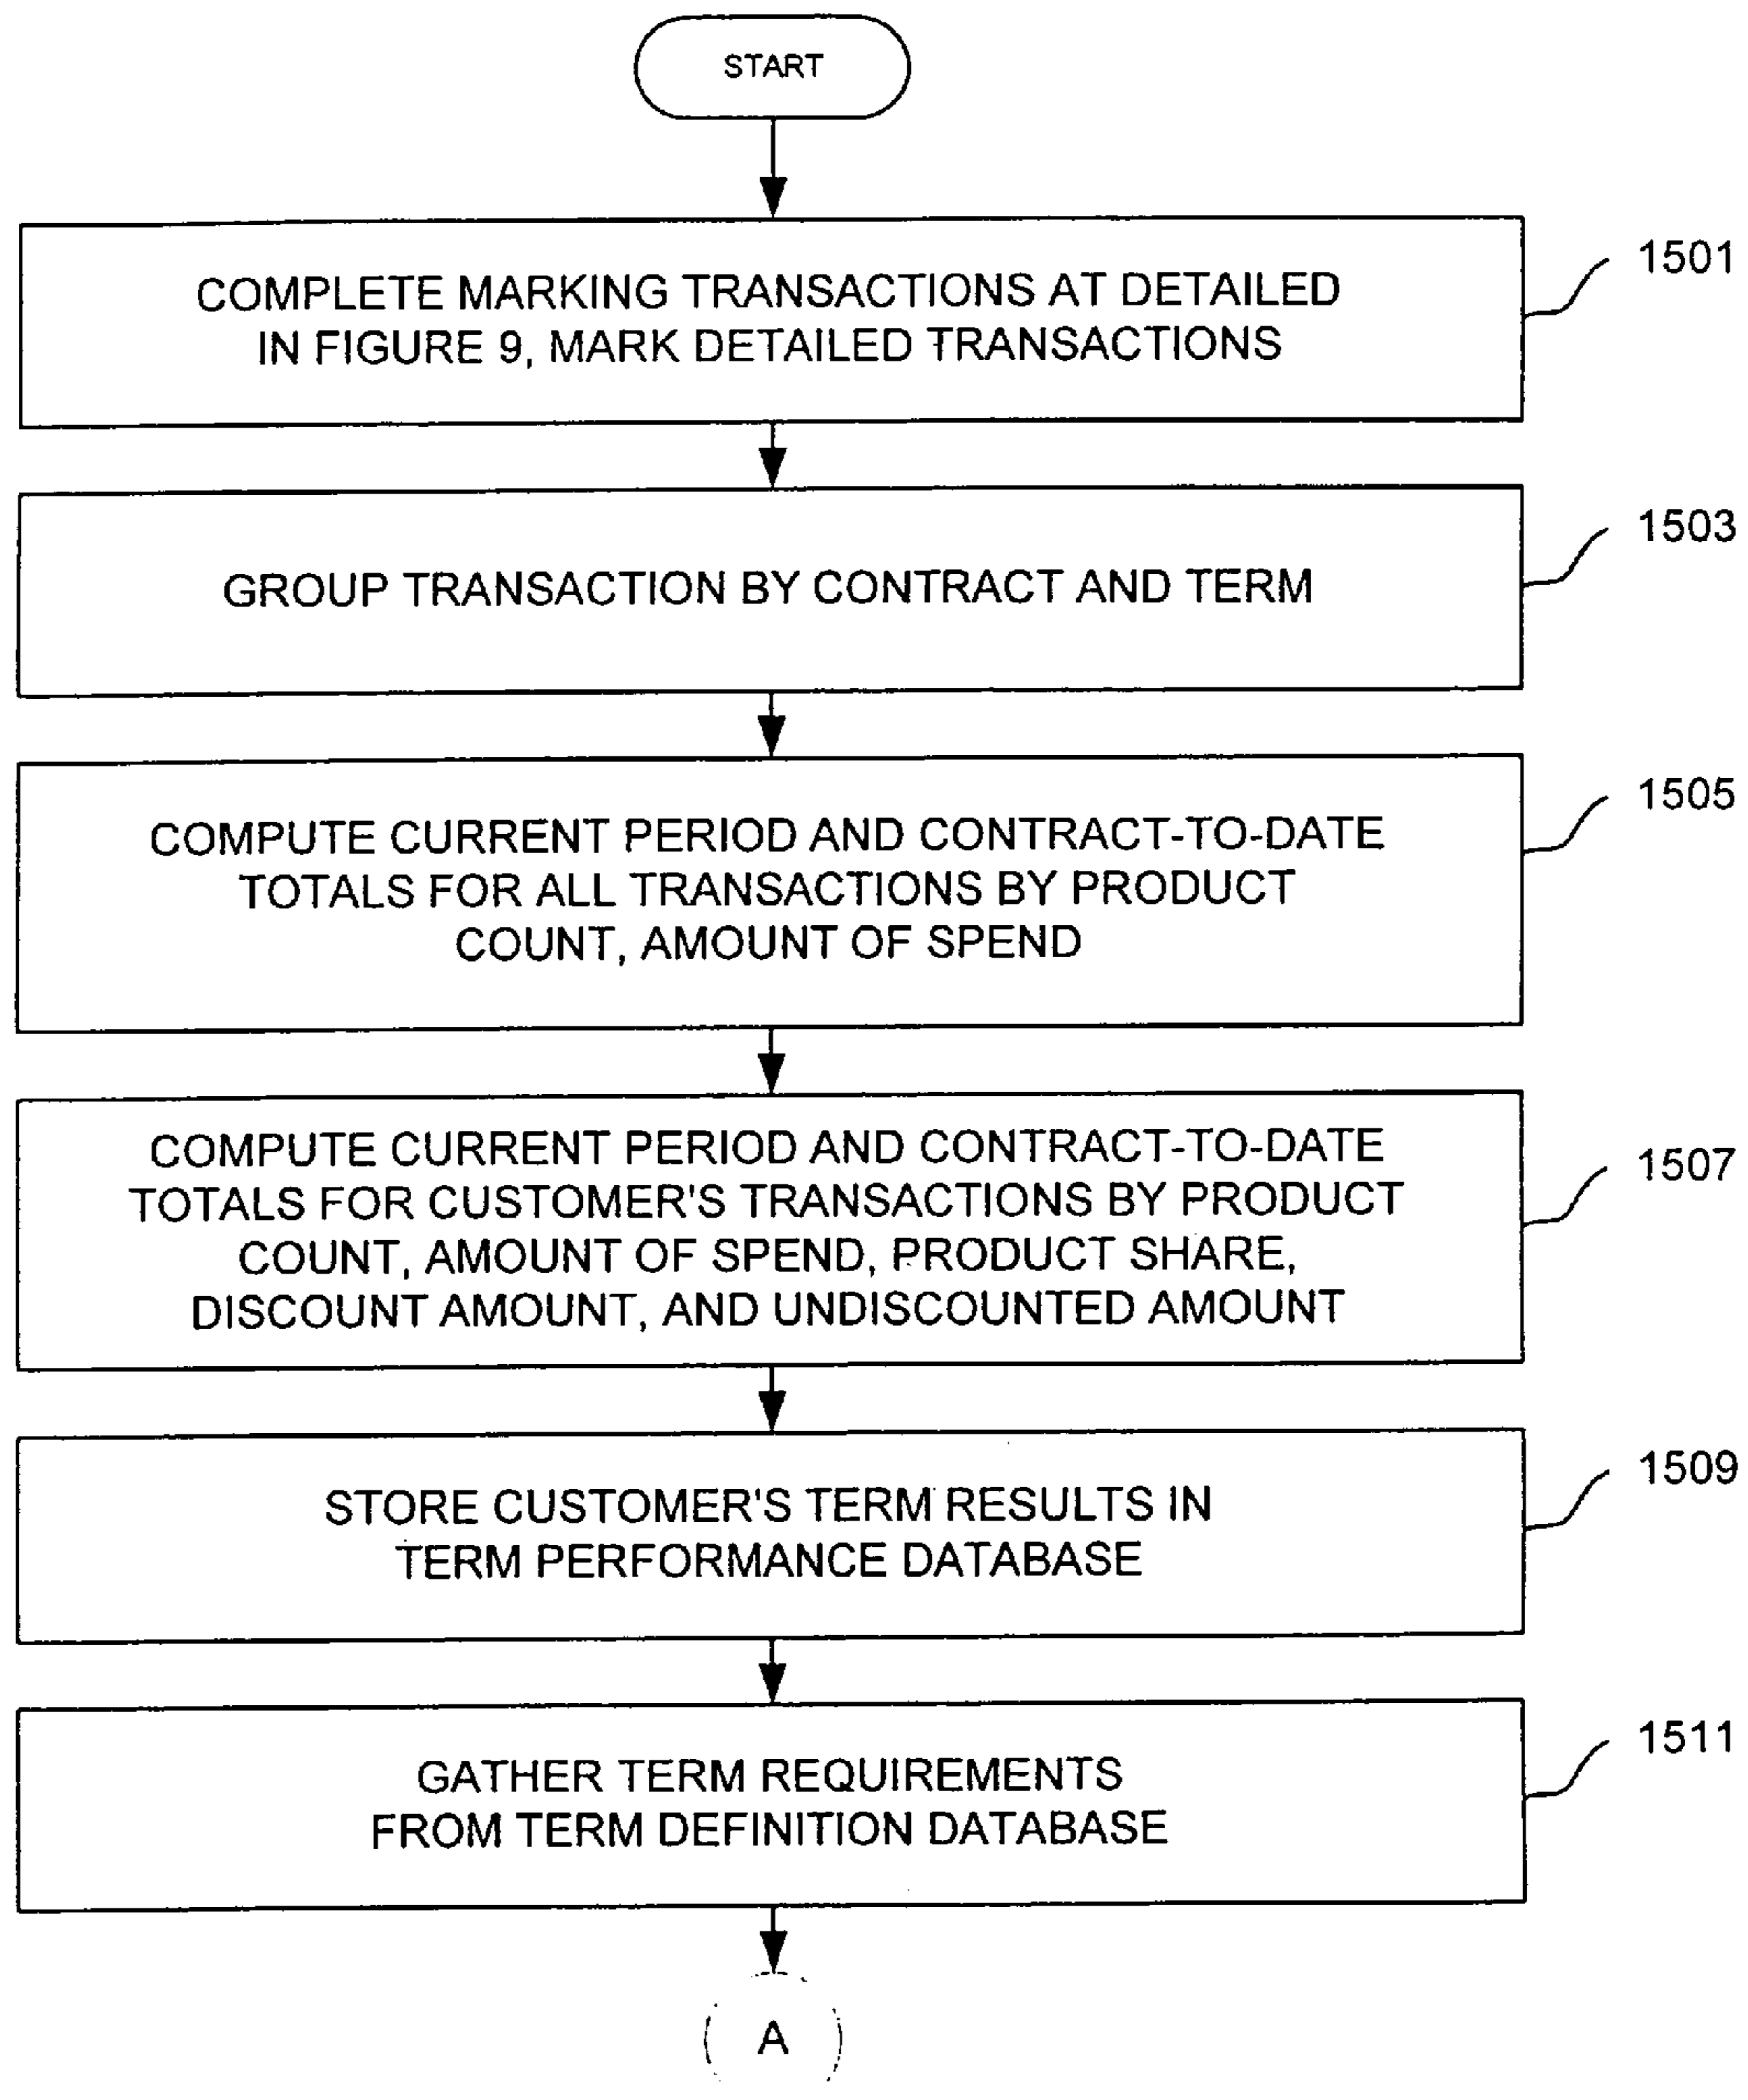 START
COMPLETE MARKING TRANSACTIONS AT DETAILED
IN FIGURE 9, MARK DETAILED TRANSACTIONS
1501
GROUP TRANSACTION BY CONTRACT AND TERM
1503
COMPUTE CURRENT PERIOD AND CONTRACT-TO-DATE
TOTALS FOR ALL TRANSACTIONS BY PRODUCT
COUNT, AMOUNT OF SPEND
1505
COMPUTE CURRENT PERIOD AND CONTRACT-TO-DATE
TOTALS FOR CUSTOMER'S TRANSACTIONS BY PRODUCT
COUNT, AMOUNT OF SPEND, PRODUCT SHARE,
DISCOUNT AMOUNT, AND UNDISCOUNTED AMOUNT
1507
STORE CUSTOMER'S TERM RESULTS IN
TERM PERFORMANCE DATABASE
1509
GATHER TERM REQUIREMENTS
FROM TERM DEFINITION DATABASE
1511
A